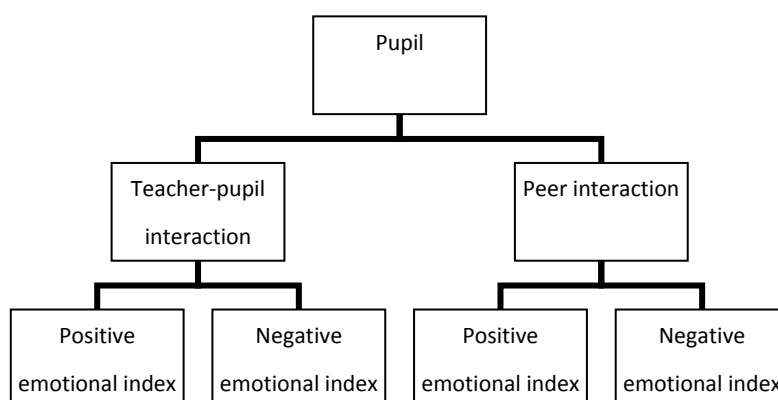 Pupil
Teacher-pupil
interaction
Peer interaction
Positive
emotional index
Negative
emotional index
Positive
emotional index
Negative
emotional index